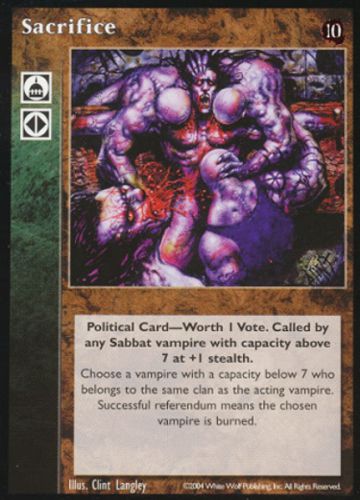 Sacrifice
10
Political Card—Worth 1 Vote. Called by
any Sabbat vampire with capacity above
7 at +1 stealth.
Choose a vampire with a capacity below 7 who
belongs to the same clan as the acting vampire.
Successful referendum means the chosen
vampire is burned.
Illus. Clint Langley
©2004 White Wolf Publishing, Inc. All Rights Reserved.